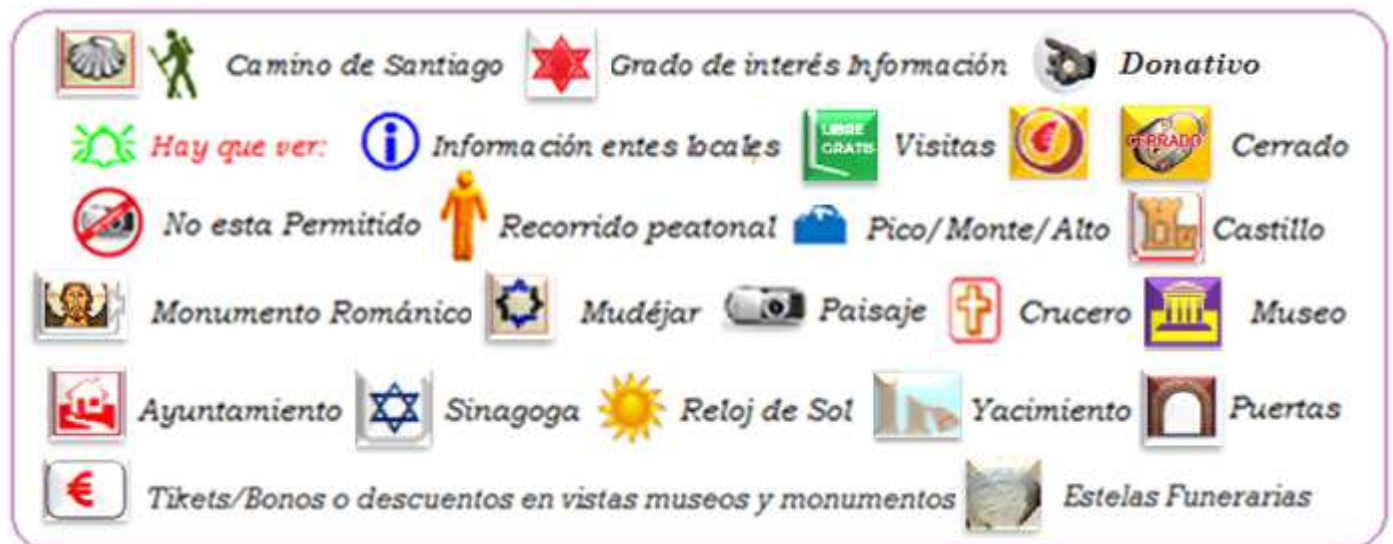 Camino de Santiago Grado de interés Información Donativo
Hay que ver: i Información entes locales LIBRE GRATIS Visitas € CERRADO Cerrado
No esta Permitido Recorrido peatonal Pico/Monte/Alto Castillo
Monumento Románico Mudéjar Paisaje Crucero Museo
Ayuntamiento Sinagoga Reloj de Sol Yacimiento Puertas
€ Tikets/Bonos o descuentos en vistas museos y monumentos Estelas Funerarias